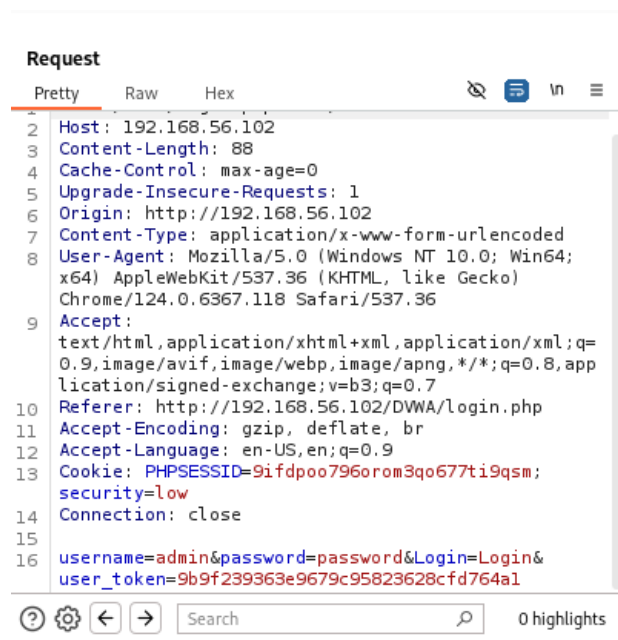 Request
Pretty Raw Hex \n
2 Host: 192.168.56.102
3 Content-Length: 88
4 Cache-Control: max-age=0
5 Upgrade-Insecure-Requests: 1
6 Origin: http://192.168.56.102
7 Content-Type: application/x-www-form-urlencoded
8 User-Agent: Mozilla/5.0 (Windows NT 10.0; Win64;
x64) AppleWebKit/537.36 (KHTML, like Gecko)
Chrome/124.0.6367.118 Safari/537.36
9 Accept:
text/html,application/xhtml+xml,application/xml;q=
0.9,image/avif,image/webp,image/apng,*/*;q=0.8,app
lication/signed-exchange;v=b3;q=0.7
10 Referer: http://192.168.56.102/DVWA/login.php
11 Accept-Encoding: gzip, deflate, br
12 Accept-Language: en-US,en;q=0.9
13 Cookie: PHPSESSID=9ifdpoo796orom3qo677ti9qsm;
security=low
14 Connection: close
15
16 username=admin&password=password&Login=Login&
user_token=9b9f239363e9679c95823628cfd764a1
Search 0 highlights